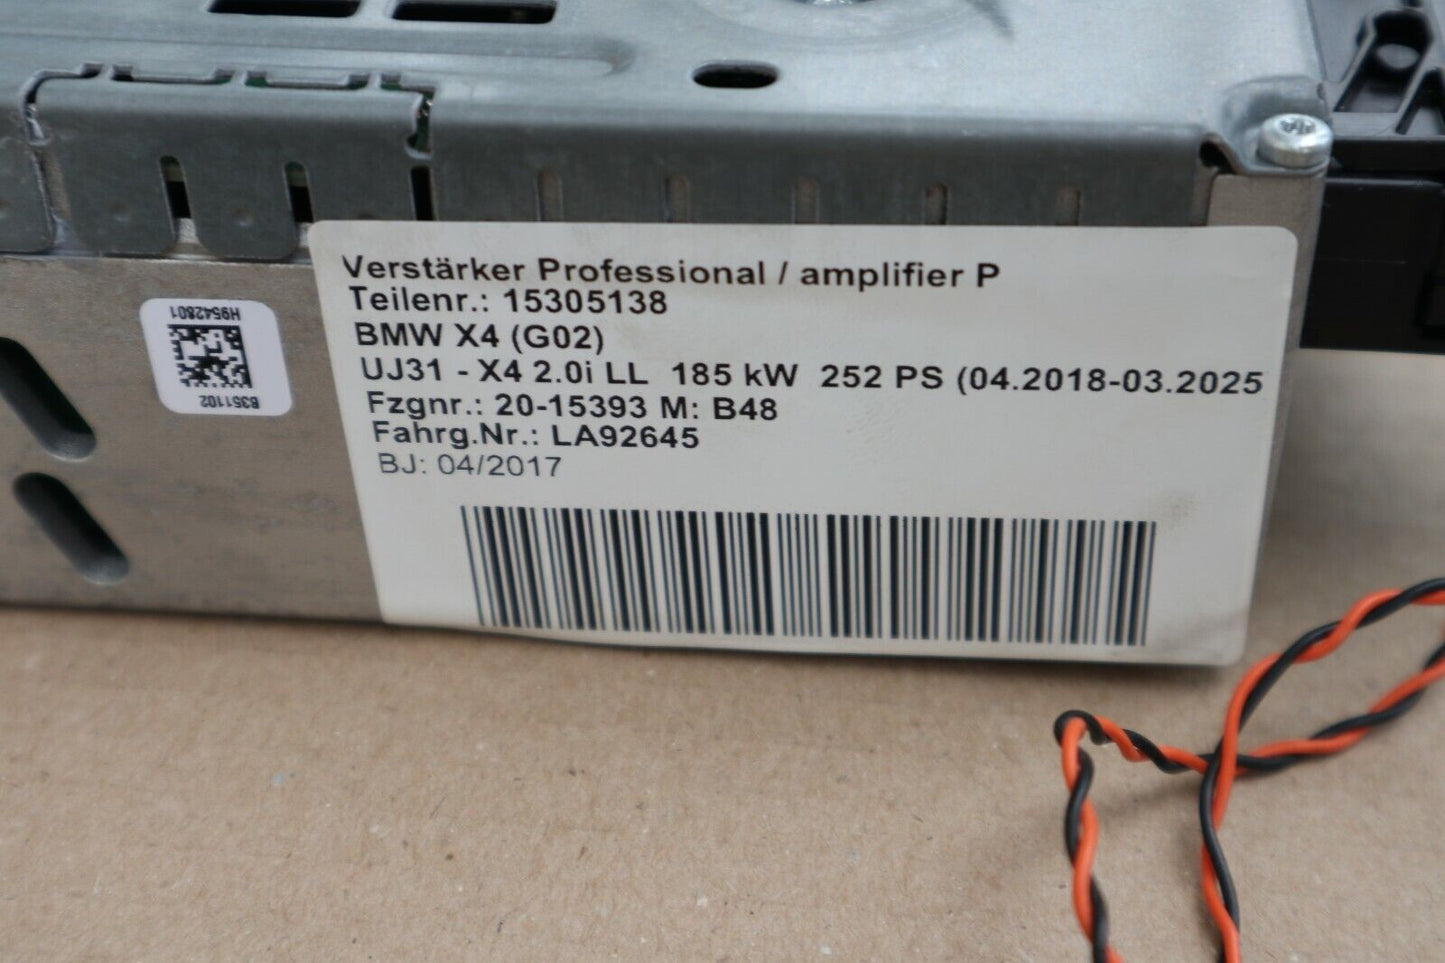 Verstärker Professional / amplifier P
Teilenr.: 15305138
BMW X4 (G02)
UJ31 - X4 2.0i LL 185 kW 252 PS (04.2018-03.2025
Fzgnr.: 20-15393 M: B48
Fahrg.Nr.: LA92645
BJ: 04/2017
B351102
H9542801